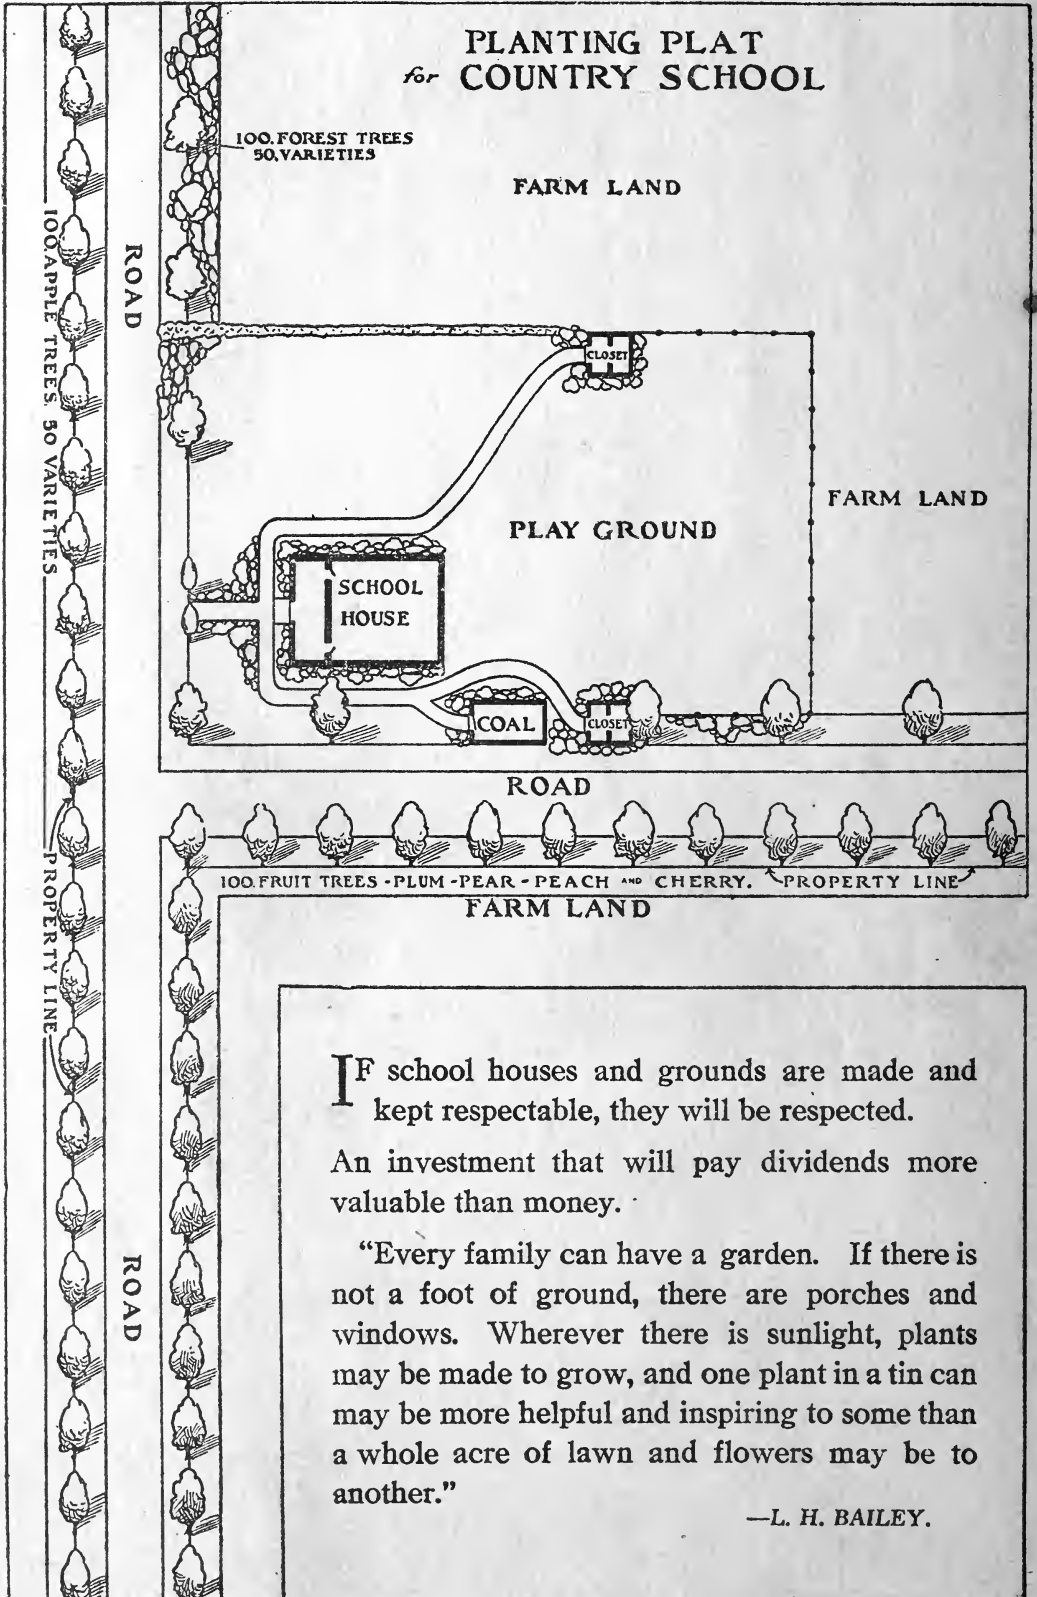 PLANTING PLAT
for COUNTRY SCHOOL
100. FOREST TREES
50. VARIETIES
FARM LAND
ROAD
100. APPLE TREES. 50 VARIETIES
CLOSET
FARM LAND
PLAY GROUND
SCHOOL
HOUSE
COAL
CLOSET
ROAD
PROPERTY LINE
100. FRUIT TREES - PLUM - PEAR - PEACH AND CHERRY. PROPERTY LINE
FARM LAND
ROAD
IF school houses and grounds are made and
kept respectable, they will be respected.
An investment that will pay dividends more
valuable than money.
“Every family can have a garden. If there is
not a foot of ground, there are porches and
windows. Wherever there is sunlight, plants
may be made to grow, and one plant in a tin can
may be more helpful and inspiring to some than
a whole acre of lawn and flowers may be to
another.”
—L. H. BAILEY.